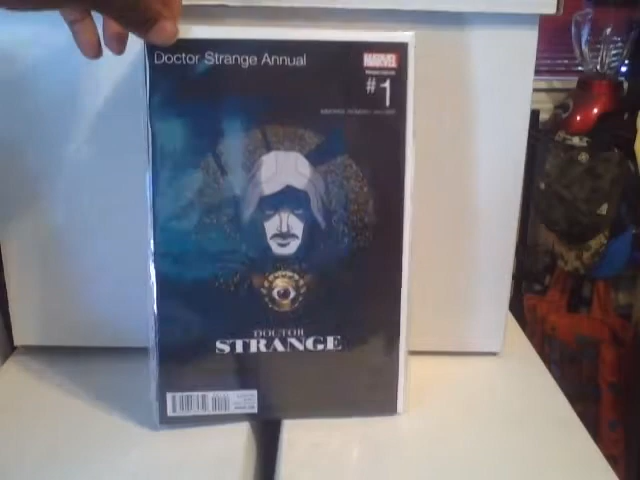 Doctor Strange Annual
MARVEL
#1
DOCTOR
STRANGE